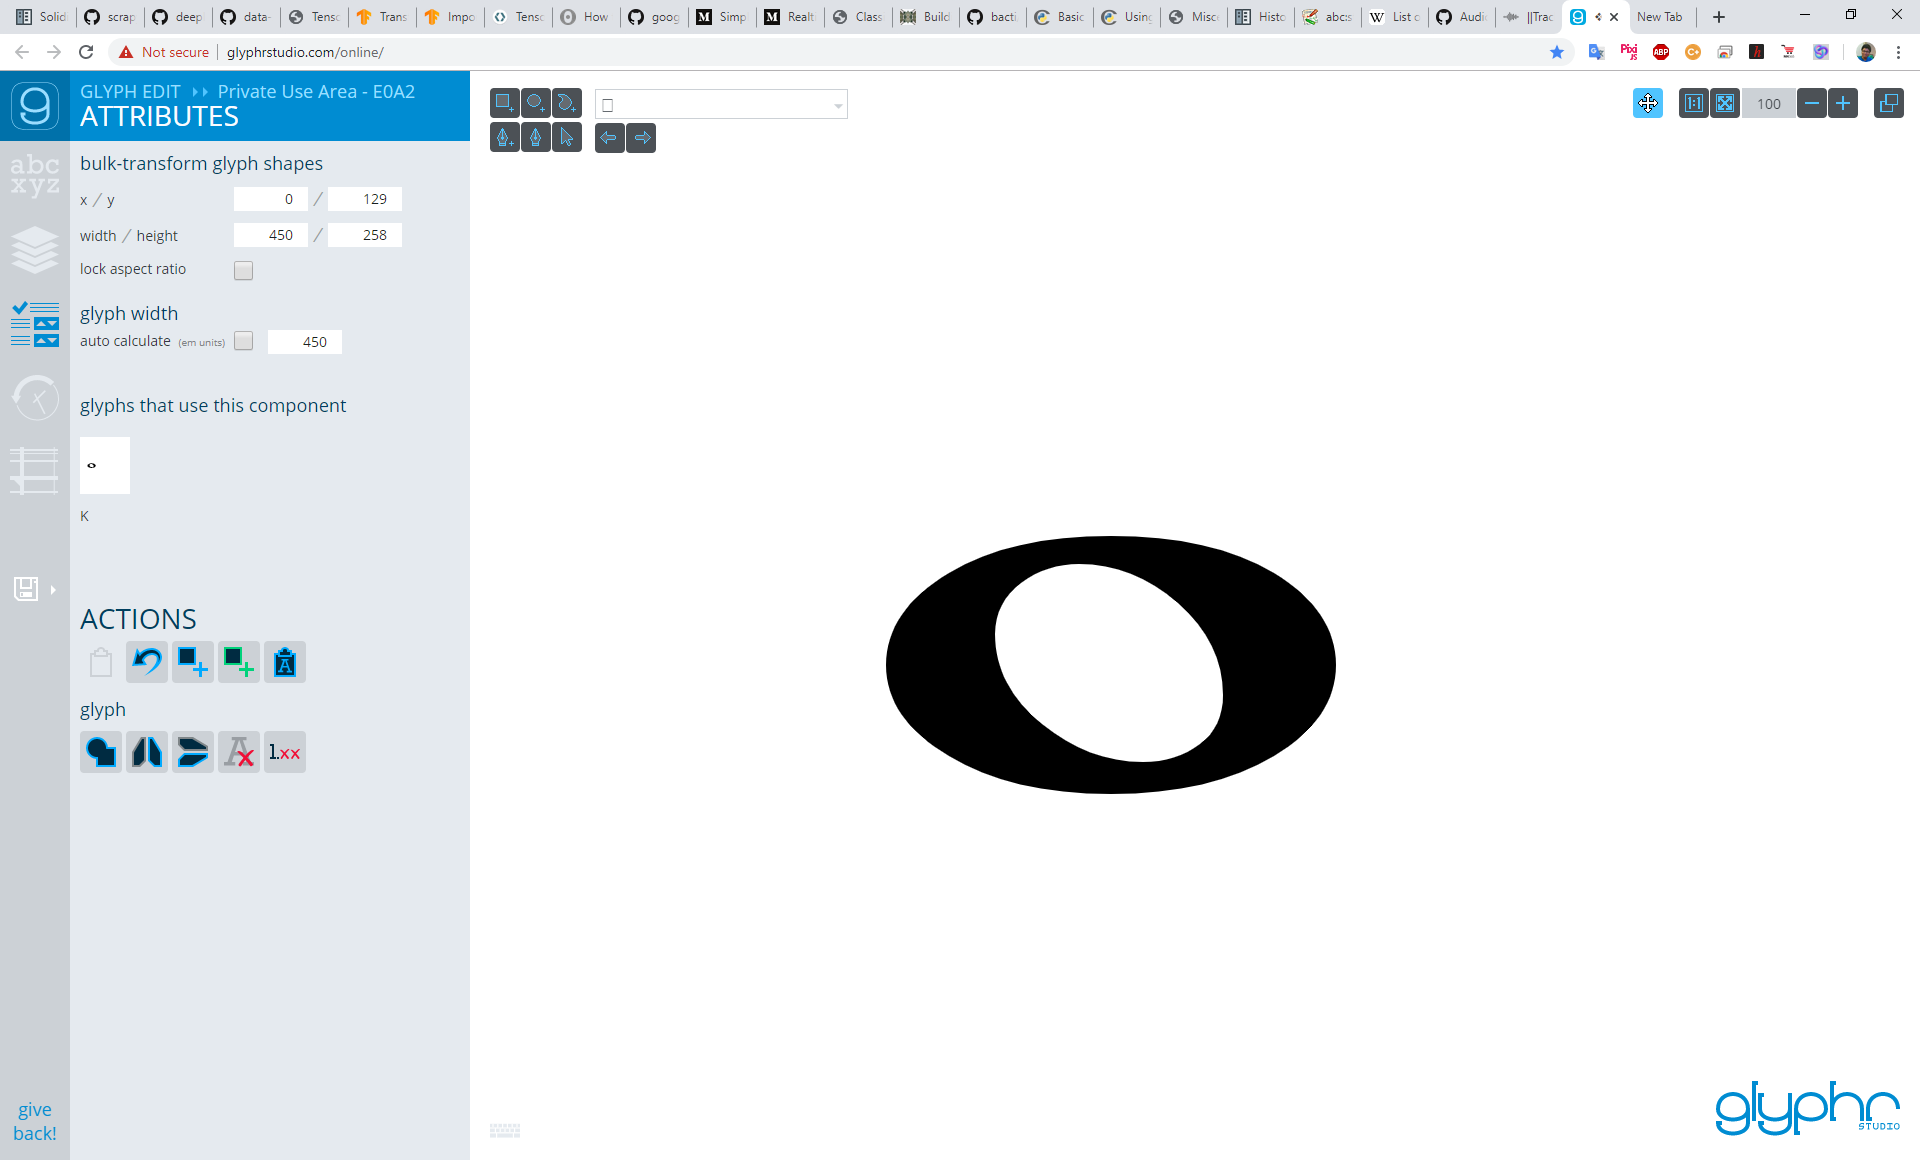 Solid
scrap
deep
data-
Tenso
Trans
Impo
Tenso
How
goog
Simp
Realt
Class
Build
bacti
Basic
Using
Misc
Histo
abc:s
List o
Audi
||Trac
New Tab
Not secure
glyphrstudio.com/online/
GLYPH EDIT Private Use Area - E0A2
ATTRIBUTES
abc
xyz
bulk-transform glyph shapes
x / y 0 / 129
width / height 450 / 258
lock aspect ratio
glyph width
auto calculate (em units) 450
glyphs that use this component
K
ACTIONS
glyph
1.xx
give
back!
1:1
100
glyphr
STUDIO